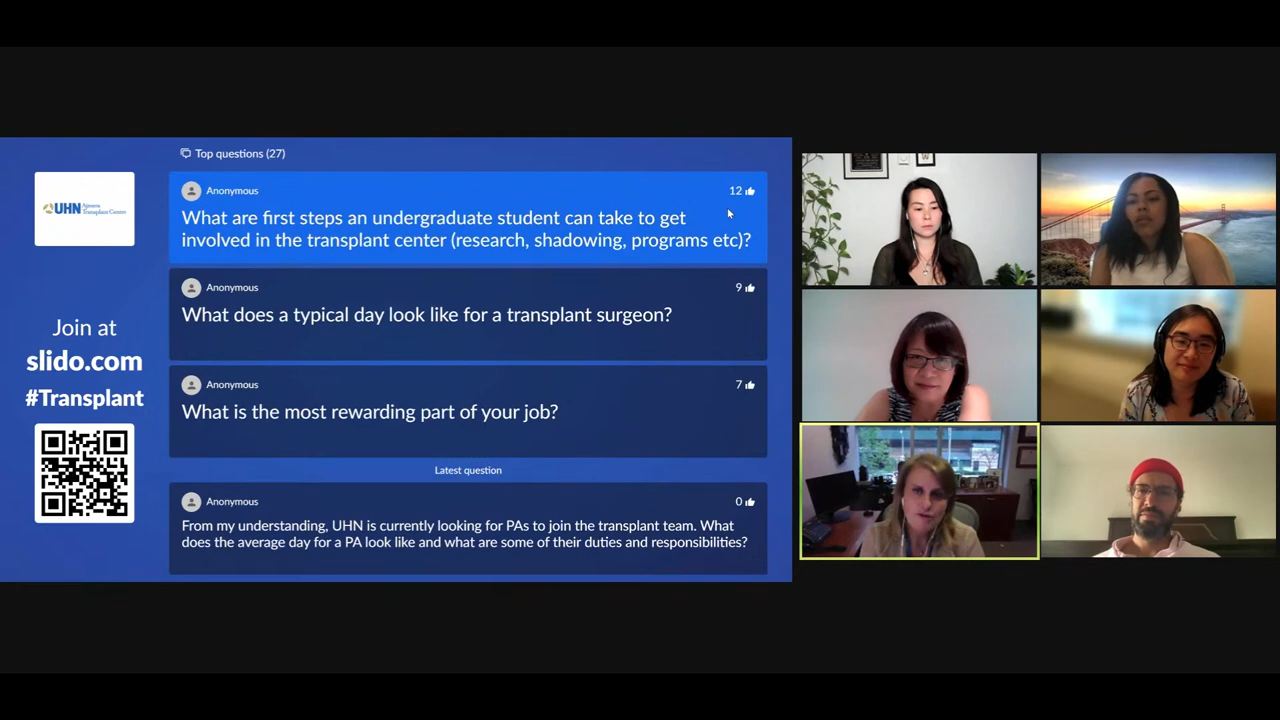 Top questions (27)
Anonymous
12
What are first steps an undergraduate student can take to get
involved in the transplant center (research, shadowing, programs etc)?
Anonymous
9
What does a typical day look like for a transplant surgeon?
Anonymous
7
What is the most rewarding part of your job?
Latest question
Anonymous
0
From my understanding, UHN is currently looking for PAs to join the transplant team. What
does the average day for a PA look like and what are some of their duties and responsibilities?
UHN Ajmera
Transplant Center
Join at
slido.com
#Transplant